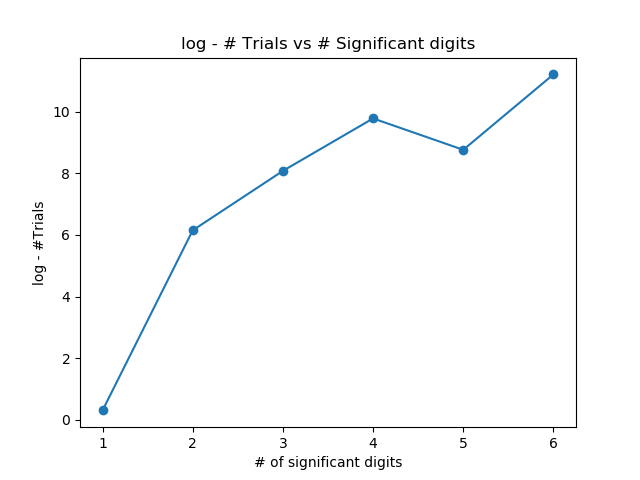 log - # Trials vs # Significant digits
log - #Trials
10
8
6
4
2
0
1 2 3 4 5 6
# of significant digits